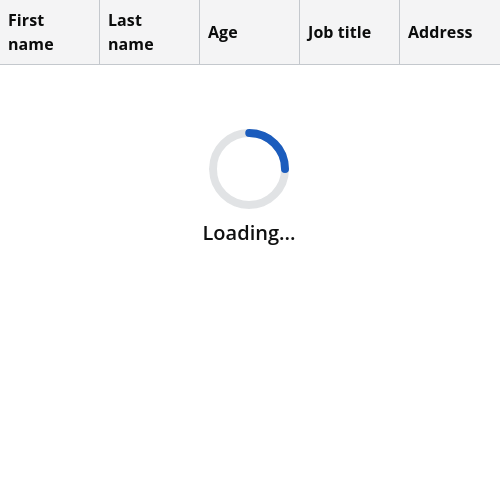 First name
Last name
Age
Job title
Address
Loading...